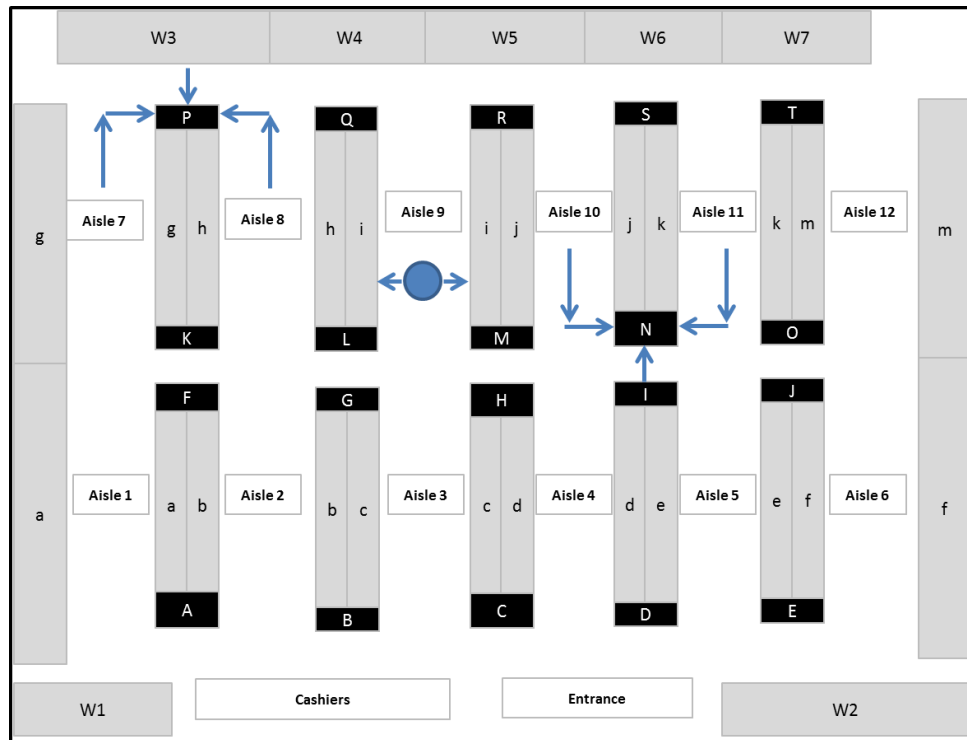 W3 W4 W5 W6 W7
P Q R S T
g Aisle 7 g h Aisle 8 h i Aisle 9 i j Aisle 10 j k Aisle 11 k m Aisle 12 m
K L M N O
F G H I J
a Aisle 1 a b Aisle 2 b c Aisle 3 c d Aisle 4 d e Aisle 5 e f Aisle 6 f
A B C D E
W1 Cashiers Entrance W2